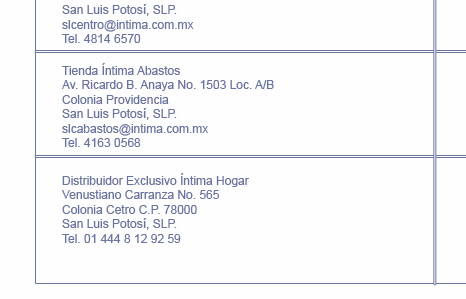 San Luis Potosí, SLP.
slcentro@intima.com.mx
Tel. 4814 6570
Tienda Íntima Abastos
Av. Ricardo B. Anaya No. 1503 Loc. A/B
Colonia Providencia
San Luis Potosí, SLP.
slcabastos@intima.com.mx
Tel. 4163 0568
Distribuidor Exclusivo Íntima Hogar
Venustiano Carranza No. 565
Colonia Cetro C.P. 78000
San Luis Potosí, SLP.
Tel. 01 444 8 12 92 59